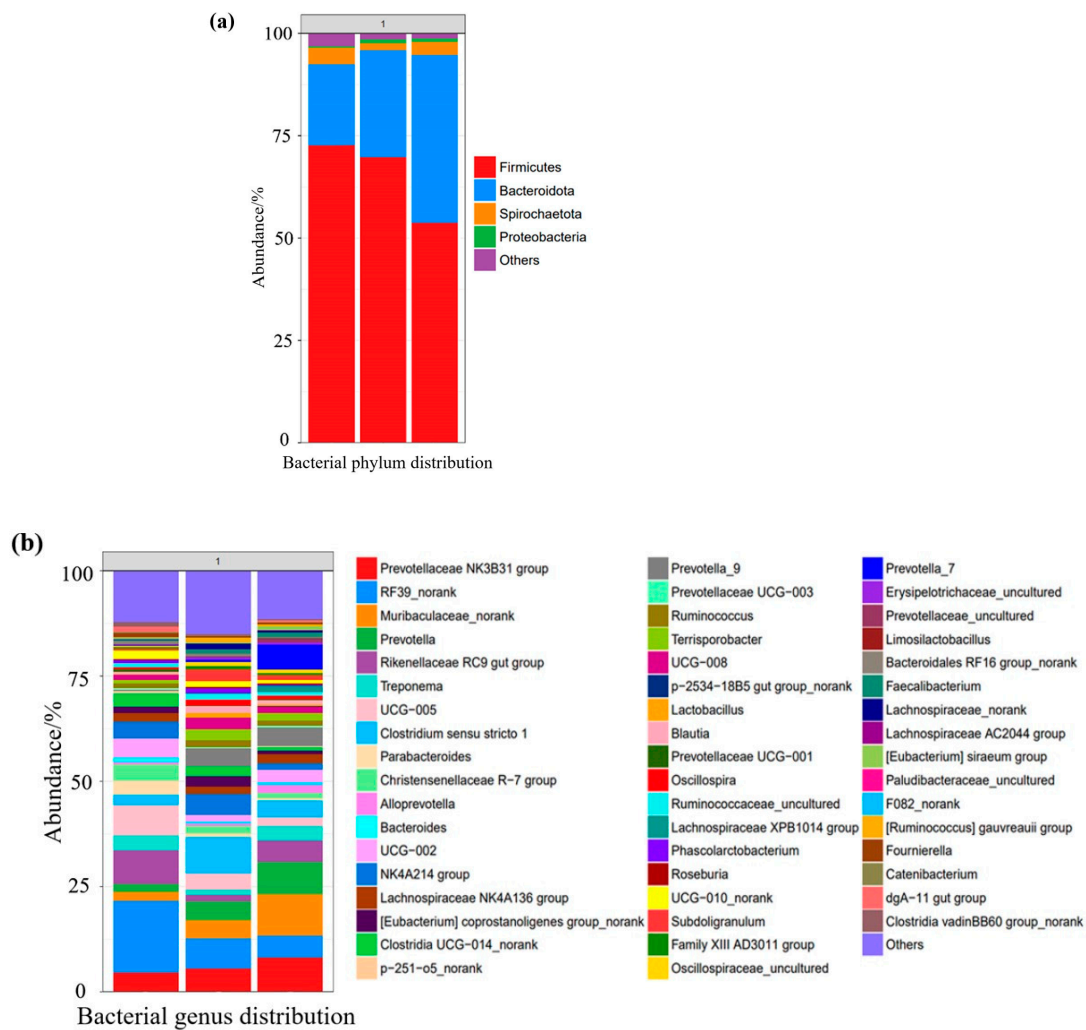 (a)
1
100
75
50
25
0
Abundance/%
Firmicutes
Bacteroidota
Spirochaetota
Proteobacteria
Others
Bacterial phylum distribution
(b)
1
100
75
50
25
0
Abundance/%
Bacterial genus distribution
Prevotellaceae NK3B31 group
RF39_norank
Muribaculaceae_norank
Prevotella
Rikenellaceae RC9 gut group
Treponema
UCG-005
Clostridium sensu stricto 1
Parabacteroides
Christensenellaceae R-7 group
Alloprevotella
Bacteroides
UCG-002
NK4A214 group
Lachnospiraceae NK4A136 group
[Eubacterium] coprostanoligenes group_norank
Clostridia UCG-014_norank
p-251-o5_norank
Prevotella_9
Prevotellaceae UCG-003
Ruminococcus
Terrisporobacter
UCG-008
p-2534-18B5 gut group_norank
Lactobacillus
Blautia
Prevotellaceae UCG-001
Oscillospira
Ruminococcaceae_uncultured
Lachnospiraceae XPB1014 group
Phascolarctobacterium
Roseburia
UCG-010_norank
Subdoligranulum
Family XIII AD3011 group
Oscillospiraceae_uncultured
Prevotella_7
Erysipelotrichaceae_uncultured
Prevotellaceae_uncultured
Limosilactobacillus
Bacteroidales RF16 group_norank
Faecalibacterium
Lachnospiraceae_norank
Lachnospiraceae AC2044 group
[Eubacterium] siraeum group
Paludibacteraceae_uncultured
F082_norank
[Ruminococcus] gauvreauii group
Fournierella
Catenibacterium
dgA-11 gut group
Clostridia vadinBB60 group_norank
Others